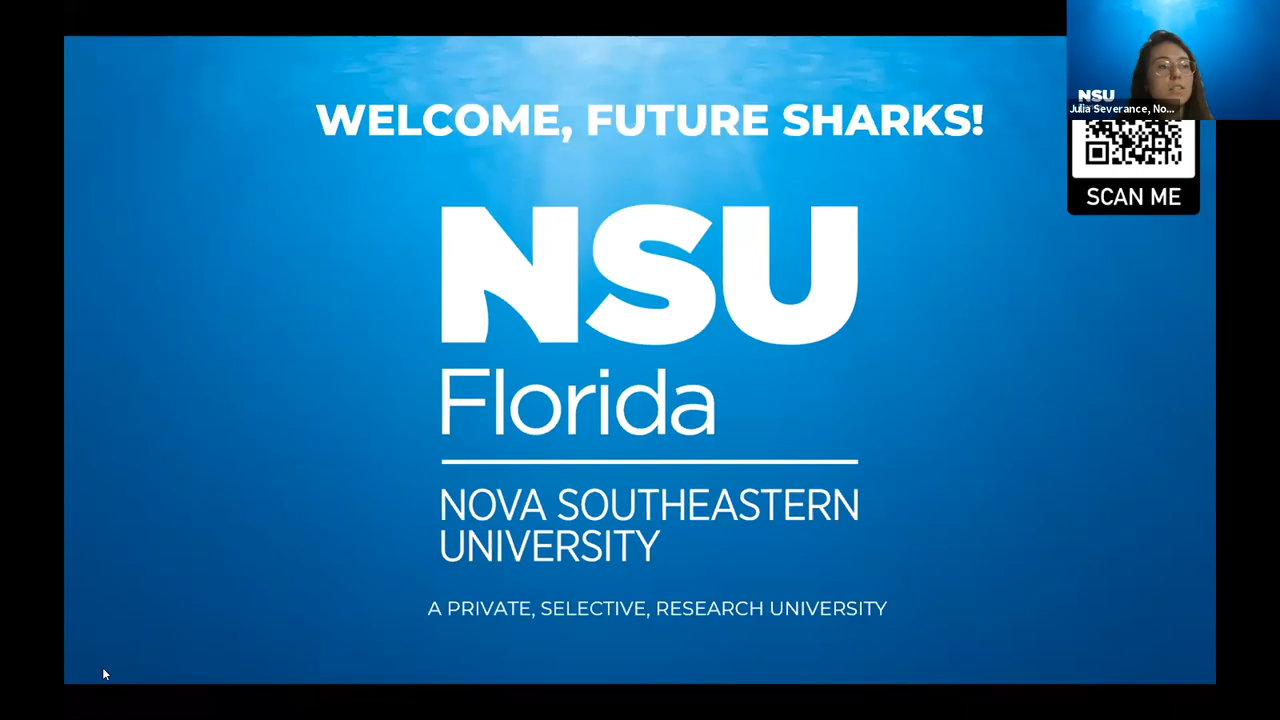 WELCOME, FUTURE SHARKS!
NSU
Julia Severance, No...
SCAN ME
NSU
Florida
NOVA SOUTHEASTERN
UNIVERSITY
A PRIVATE, SELECTIVE, RESEARCH UNIVERSITY